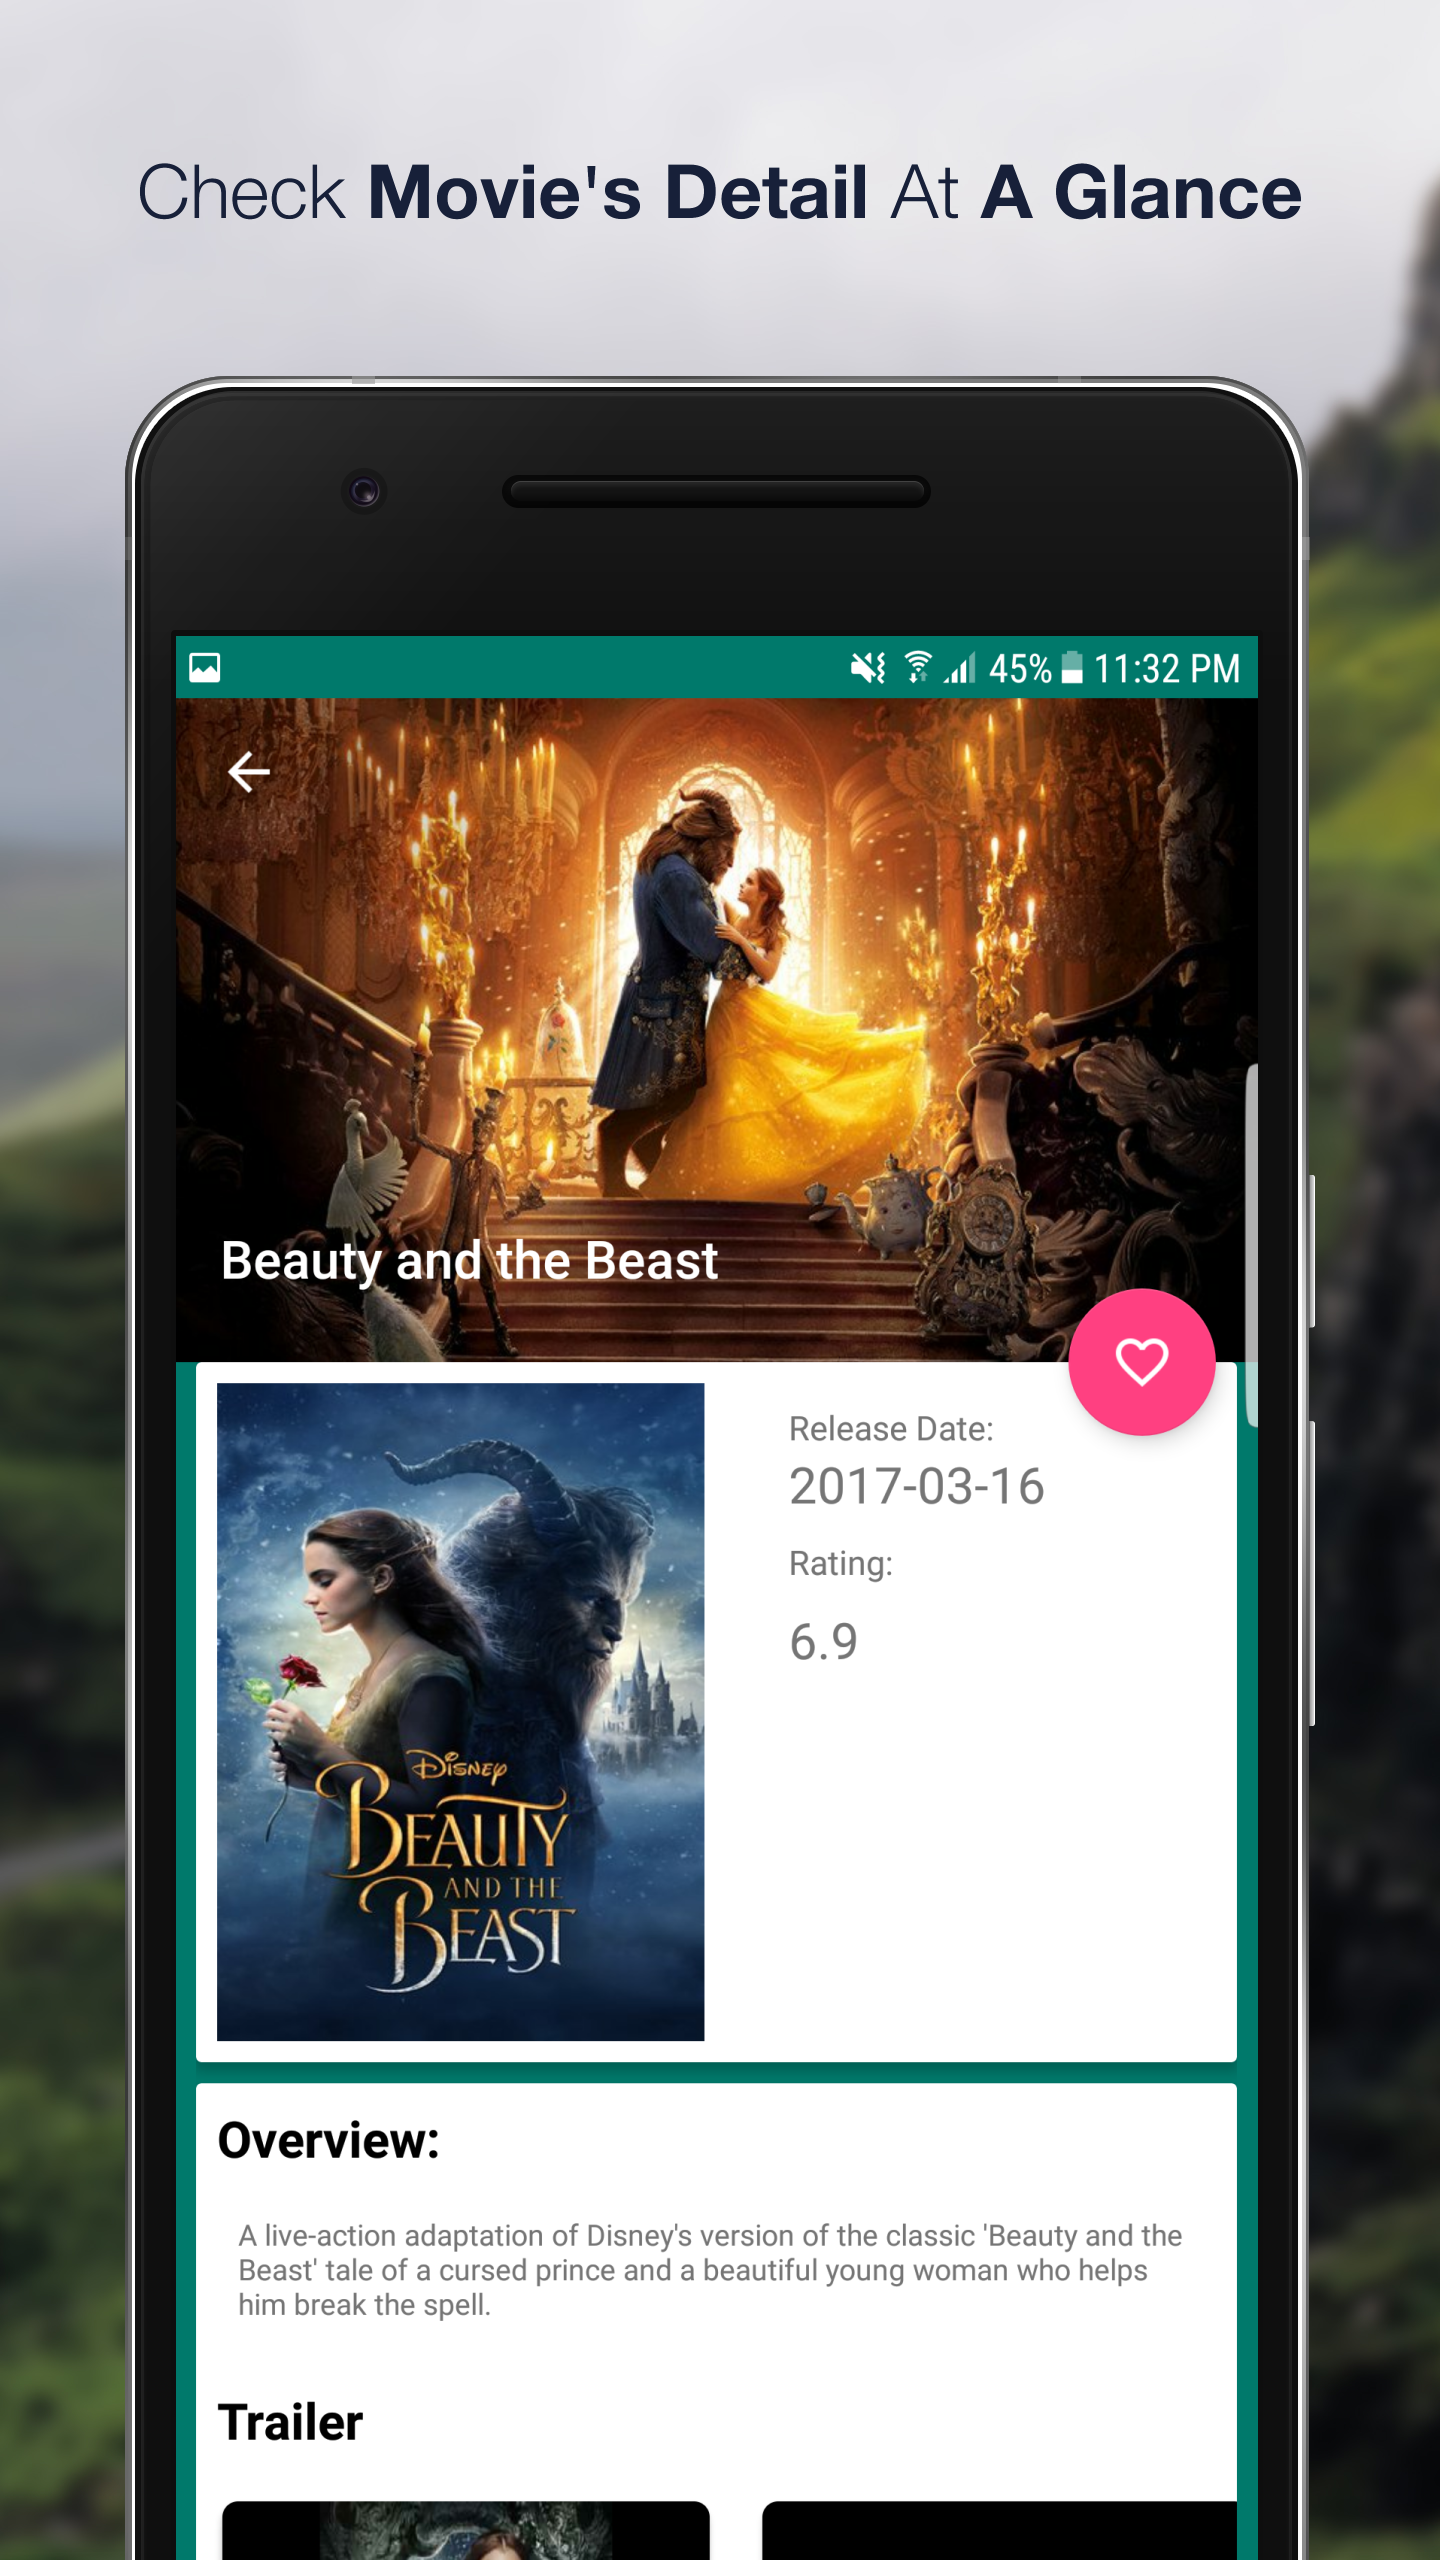 Check Movie's Detail At A Glance
45% 11:32 PM
Beauty and the Beast
Release Date:
2017-03-16
Rating:
6.9
DISNEY
BEAUTY
AND THE
BEAST
Overview:
A live-action adaptation of Disney's version of the classic 'Beauty and the
Beast' tale of a cursed prince and a beautiful young woman who helps
him break the spell.
Trailer